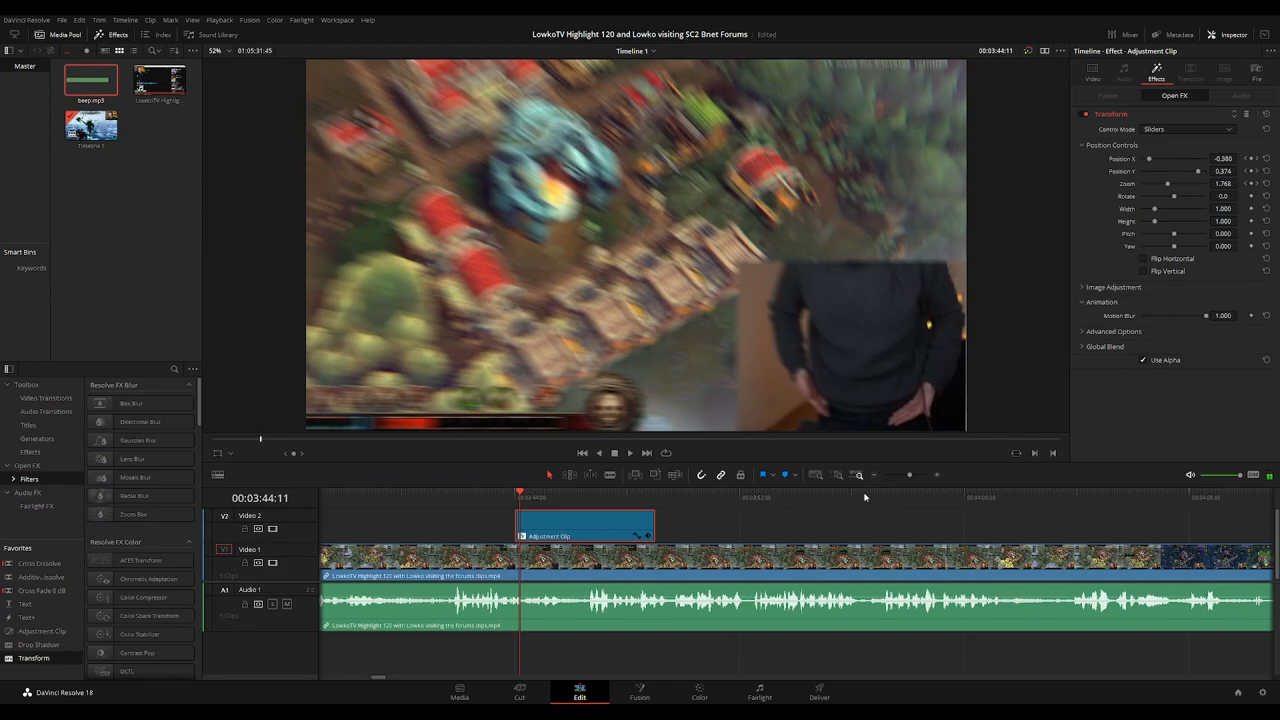 DaVinci Resolve File Edit Trim Timeline Clip Mark View Playback Fusion Color Fairlight Workspace Help
Media Pool Effects Index Sound Library
LowkoTV Highlight 120 and Lowko visiting SC2 Bnet Forums Edited
Mixer Metadata Inspector
52% 01:05:31:45 Timeline 1 00:03:44:11
Timeline - Effect - Adjustment Clip
Master
Video Audio Effects Transition Image File
beep.mp3 LowkoTV Highlig...
Fusion Open FX Audio
Transform
Control Mode Sliders
Timeline 1
Position Controls
Position X -0.380
Position Y 0.374
Zoom 1.768
Rotate 0.0
Width 1.000
Height 1.000
Pitch 0.000
Yaw 0.000
Smart Bins
Flip Horizontal
Keywords
Flip Vertical
Image Adjustment
Animation
Motion Blur 1.000
Advanced Options
Global Blend
Use Alpha
Toolbox Resolve FX Blur
Video Transitions Box Blur
Audio Transitions
Titles Directional Blur
Generators Gaussian Blur
Effects
Open FX Lens Blur
Filters Mosaic Blur
Audio FX Radial Blur
Fairlight FX
Zoom Blur
Resolve FX Color
Favorites ACES Transform
Cross Dissolve
Additiv...issolve Chromatic Adaptation
Cross Fade 0 dB Color Compressor
Text
Text+ Color Space Transform
Adjustment Clip Color Stabilizer
Drop Shadow Contrast Pop
Transform DCTL
00:03:44:11 00:03:44:00 00:03:52:00 00:04:00:00 00:04:08:00
V2 Video 2
Adjustment Clip
V1 Video 1
5 Clips LowkoTV Highlight 120 with Lowko visiting the forums clips.mp4
A1 Audio 1 2.0
S M
5 Clips LowkoTV Highlight 120 with Lowko visiting the forums clips.mp4
DaVinci Resolve 18
Media Cut Edit Fusion Color Fairlight Deliver